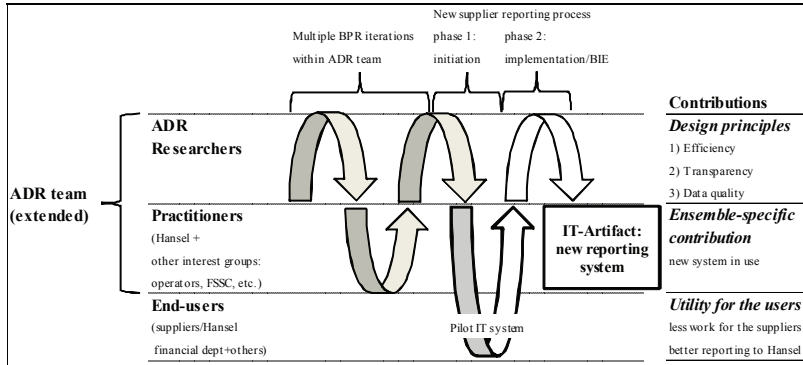 New supplier reporting process
Multiple BPR iterations
within ADR team
phase 1:
initiation
phase 2:
implementation/BIE
Contributions
ADR team
(extended)
ADR
Researchers
Design principles
1) Efficiency
2) Transparency
3) Data quality
Practitioners
(Hansel +
other interest groups:
operators, FSSC, etc.)
IT-Artifact:
new reporting
system
Ensemble-specific
contribution
new system in use
End-users
(suppliers/Hansel
financial dept+others)
Pilot IT system
Utility for the users
less work for the suppliers
better reporting to Hansel